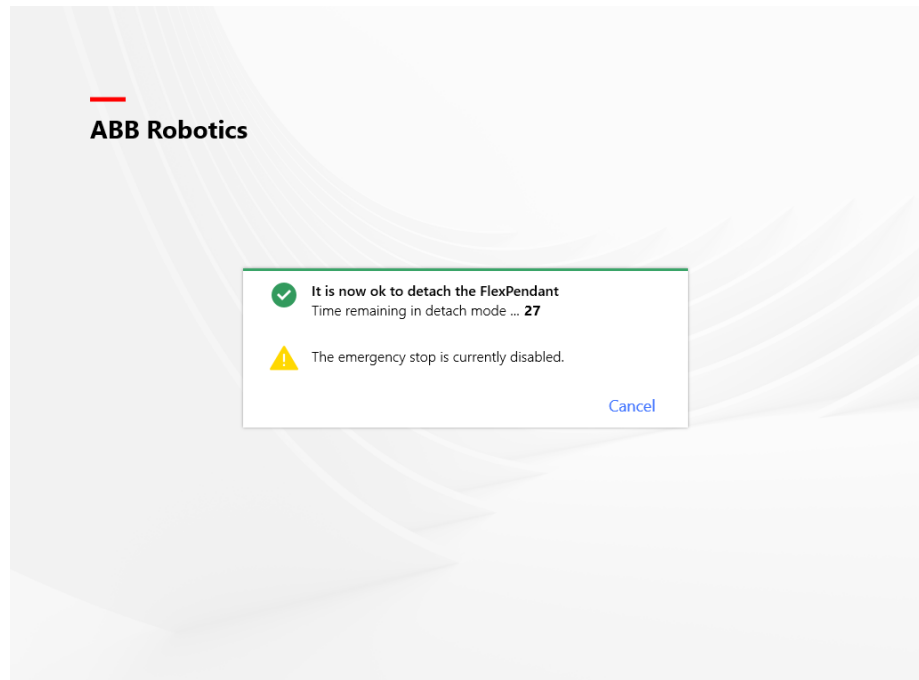 ABB Robotics
It is now ok to detach the FlexPendant
Time remaining in detach mode ... 27
The emergency stop is currently disabled.
Cancel